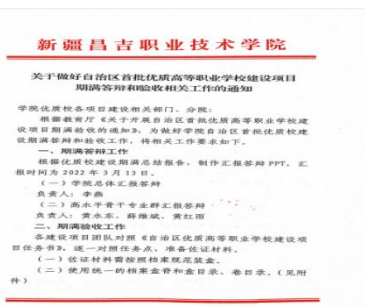 新疆昌吉职业技术学院
关于做好自治区首批优质高等职业学校建设项目
期满答辩和验收相关工作的通知
学院优质校各项目建设相关部门、分院：
根据教育厅《关于开展自治区首批优质高等职业学校建
设项目期满验收的通知》，为做好学院自治区首批优质校建
设期满答辩和验收工作，将相关工作要求如下。
一、期满答辩工作
根据优质校建设期满总结报告，制作汇报答辩 PPT，汇
报时间为 2022 年 3 月 13 日。
（一）学院总体汇报答辩
负责人：李燕
（二）高水平骨干专业群汇报答辩
负责人：黄永东、薛维斌、黄红雨
二、期满验收工作
各建设项目团队对照《自治区优质高等职业学校建设项
目任务书》，逐一对照任务点，准备佐证材料。
（一）佐证材料需按照档案规范装盒。
（二）使用统一的档案盒脊和盒目录、卷目录。（见附
件）